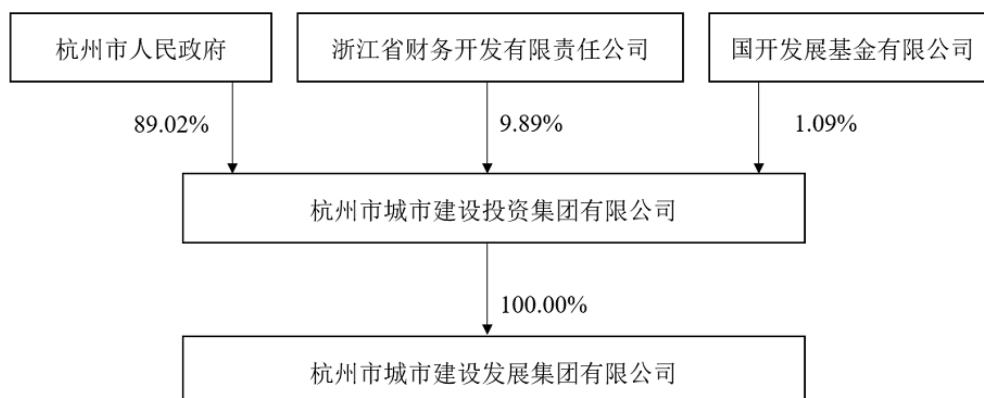 杭州市人民政府
浙江省财务开发有限责任公司
国开发展基金有限公司
89.02%
9.89%
1.09%
杭州市城市建设投资集团有限公司
100.00%
杭州市城市建设发展集团有限公司